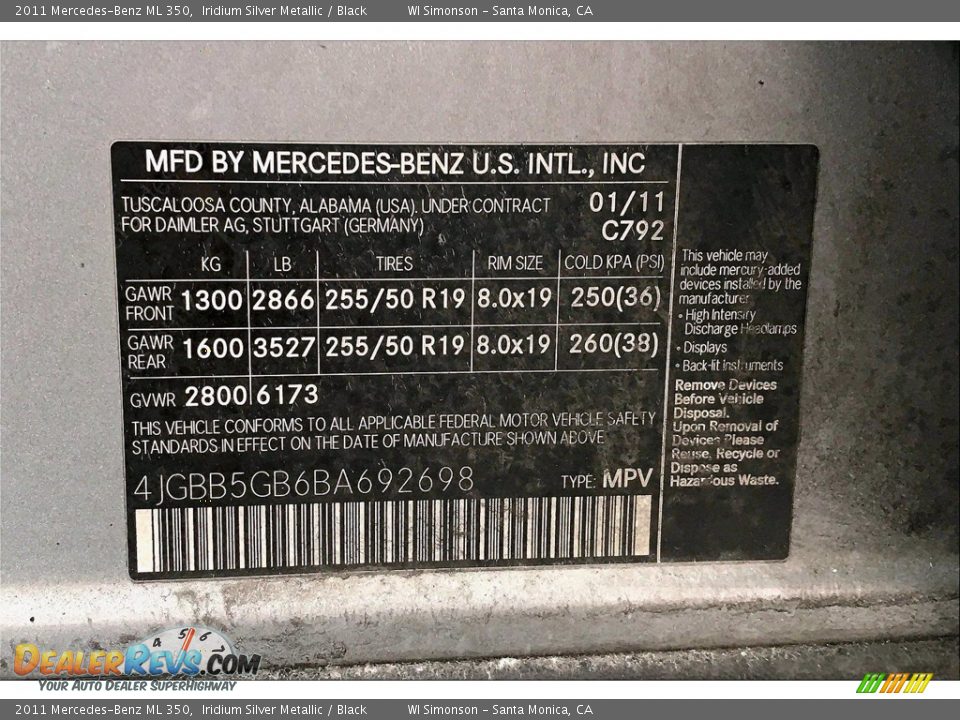 2011 Mercedes-Benz ML 350, Iridium Silver Metallic / Black WI Simonson - Santa Monica, CA
MFD BY MERCEDES-BENZ U.S. INTL., INC
TUSCALOOSA COUNTY, ALABAMA (USA). UNDER CONTRACT 01/11
FOR DAIMLER AG, STUTTGART (GERMANY) C792
KG LB TIRES RIM SIZE COLD KPA (PSI)
GAWR FRONT 1300 2866 255/50 R19 8.0x19 250(36)
GAWR REAR 1600 3527 255/50 R19 8.0x19 260(38)
GVWR 2800 6173
THIS VEHICLE CONFORMS TO ALL APPLICABLE FEDERAL MOTOR VEHICLE SAFETY
STANDARDS IN EFFECT ON THE DATE OF MANUFACTURE SHOWN ABOVE
4JGBB5GB6BA692698 TYPE: MPV
This vehicle may
include mercury-added
devices installed by the
manufacturer
• High Intensity
Discharge Headlamps
• Displays
• Back-lit instruments
Remove Devices
Before Vehicle
Disposal.
Upon Removal of
Devices Please
Reuse, Recycle or
Dispose as
Hazardous Waste.
4 5 6
DEALERREVS.COM
YOUR AUTO DEALER SUPERHIGHWAY
2011 Mercedes-Benz ML 350, Iridium Silver Metallic / Black WI Simonson - Santa Monica, CA